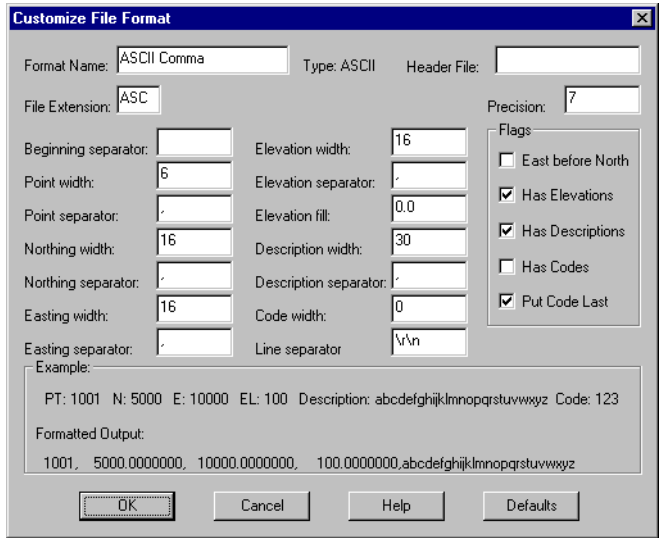 Customize File Format
Format Name: ASCII Comma Type: ASCII Header File:
File Extension: ASC Precision: 7
Beginning separator: Elevation width: 16
Point width: 6 Elevation separator: ,
Point separator: , Elevation fill: 0.0
Northing width: 16 Description width: 30
Northing separator: , Description separator: ,
Easting width: 16 Code width: 0
Easting separator: , Line separator \r\n
Flags
East before North
Has Elevations
Has Descriptions
Has Codes
Put Code Last
Example:
PT: 1001 N: 5000 E: 10000 EL: 100 Description: abcdefghijklmnopqrstuvwxyz Code: 123
Formatted Output:
1001, 5000.0000000, 10000.0000000, 100.0000000,abcdefghijklmnopqrstuvwxyz
OK Cancel Help Defaults